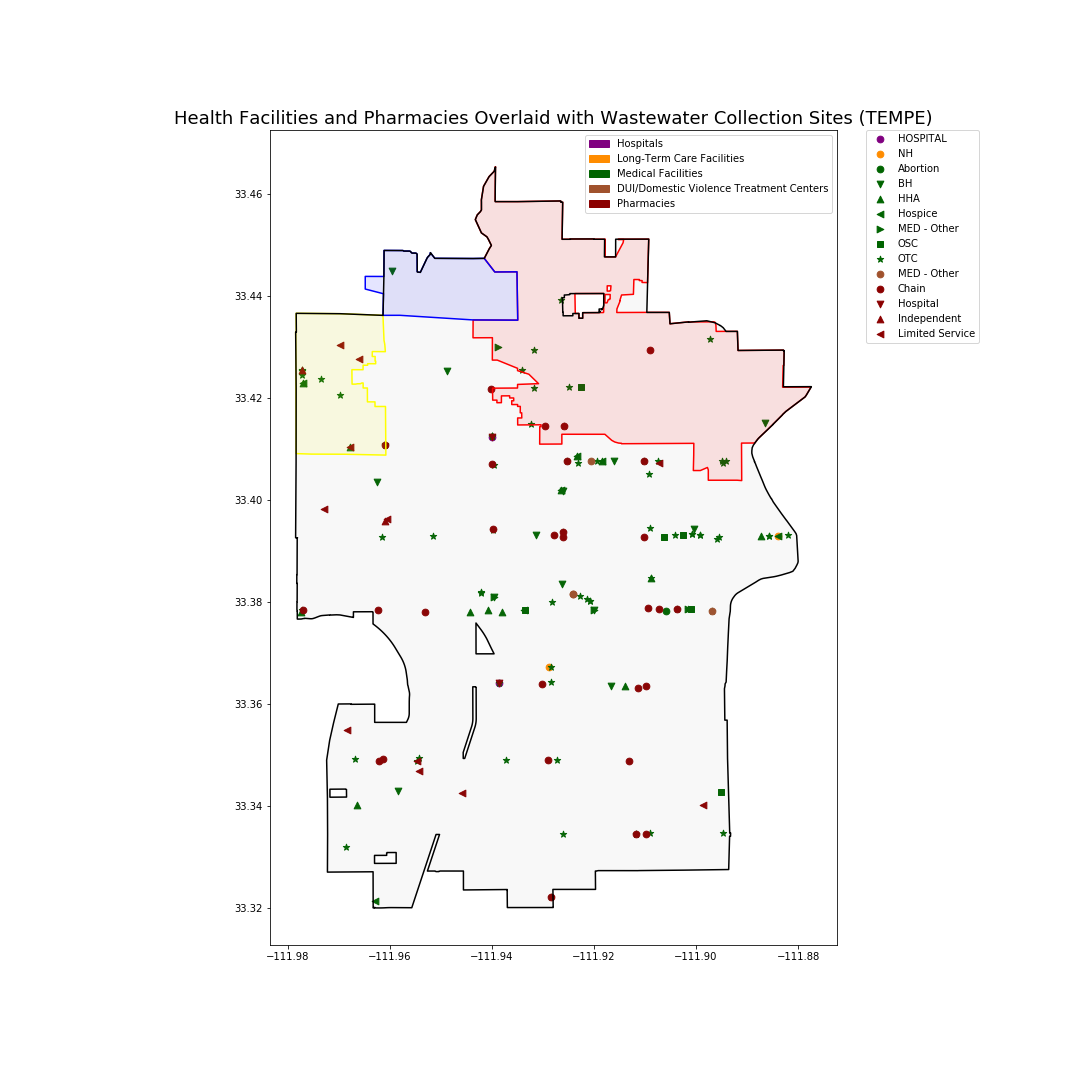 Health Facilities and Pharmacies Overlaid with Wastewater Collection Sites (TEMPE)
Hospitals
Long-Term Care Facilities
Medical Facilities
DUI/Domestic Violence Treatment Centers
Pharmacies
HOSPITAL
NH
Abortion
BH
HHA
Hospice
MED - Other
OSC
OTC
MED - Other
Chain
Hospital
Independent
Limited Service
33.46
33.44
33.42
33.40
33.38
33.36
33.34
33.32
−111.98
−111.96
−111.94
−111.92
−111.90
−111.88